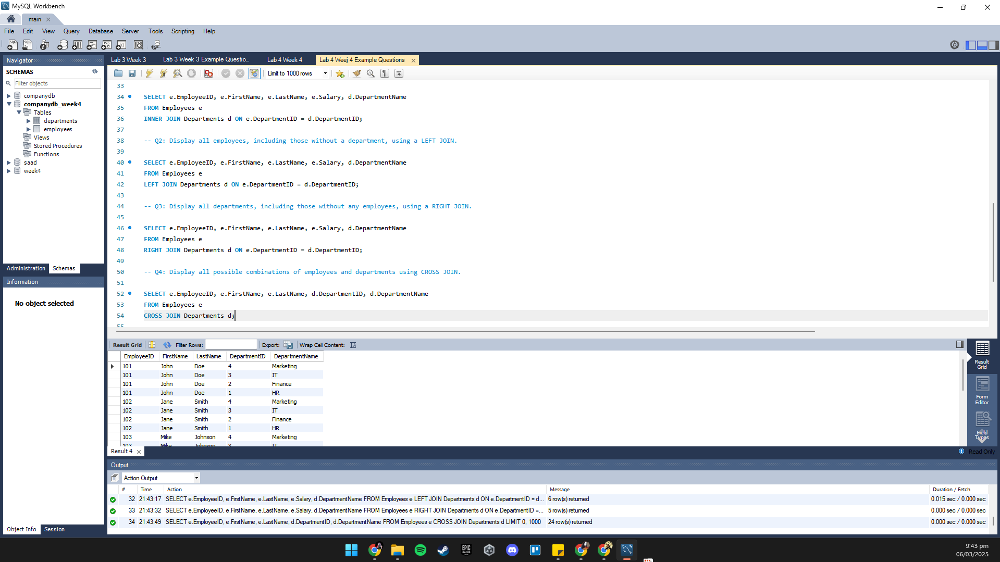 MySQL Workbench
main
File Edit View Query Database Server Tools Scripting Help
Navigator
SCHEMAS
Filter objects
companydb
companydb_week4
Tables
departments
employees
Views
Stored Procedures
Functions
saad
week4
Administration Schemas
Information
No object selected
Object Info Session
Lab 3 Week 3 Lab 3 Week 3 Example Questio... Lab 4 Week 4 Lab 4 Weej 4 Example Questions
Limit to 1000 rows
33
34 SELECT e.EmployeeID, e.FirstName, e.LastName, e.Salary, d.DepartmentName
35 FROM Employees e
36 INNER JOIN Departments d ON e.DepartmentID = d.DepartmentID;
37
38 -- Q2: Display all employees, including those without a department, using a LEFT JOIN.
39
40 SELECT e.EmployeeID, e.FirstName, e.LastName, e.Salary, d.DepartmentName
41 FROM Employees e
42 LEFT JOIN Departments d ON e.DepartmentID = d.DepartmentID;
43
44 -- Q3: Display all departments, including those without any employees, using a RIGHT JOIN.
45
46 SELECT e.EmployeeID, e.FirstName, e.LastName, e.Salary, d.DepartmentName
47 FROM Employees e
48 RIGHT JOIN Departments d ON e.DepartmentID = d.DepartmentID;
49
50 -- Q4: Display all possible combinations of employees and departments using CROSS JOIN.
51
52 SELECT e.EmployeeID, e.FirstName, e.LastName, d.DepartmentID, d.DepartmentName
53 FROM Employees e
54 CROSS JOIN Departments d;
55
Result Grid Filter Rows: Export: Wrap Cell Content:
EmployeeID FirstName LastName DepartmentID DepartmentName
101 John Doe 4 Marketing
101 John Doe 3 IT
101 John Doe 2 Finance
101 John Doe 1 HR
102 Jane Smith 4 Marketing
102 Jane Smith 3 IT
102 Jane Smith 2 Finance
102 Jane Smith 1 HR
103 Mike Johnson 4 Marketing
103 Mike Johnson 3 IT
Result Grid
Form Editor
Field Types
Result 4
Read Only
Output
Action Output
# Time Action Message Duration / Fetch
32 21:43:17 SELECT e.EmployeeID, e.FirstName, e.LastName, e.Salary, d.DepartmentName FROM Employees e LEFT JOIN Departments d ON e.DepartmentID = d... 6 row(s) returned 0.015 sec / 0.000 sec
33 21:43:32 SELECT e.EmployeeID, e.FirstName, e.LastName, e.Salary, d.DepartmentName FROM Employees e RIGHT JOIN Departments d ON e.DepartmentID =... 5 row(s) returned 0.000 sec / 0.000 sec
34 21:43:49 SELECT e.EmployeeID, e.FirstName, e.LastName, d.DepartmentID, d.DepartmentName FROM Employees e CROSS JOIN Departments d LIMIT 0, 1000 24 row(s) returned 0.000 sec / 0.000 sec
EPIC GAMES
9:43 pm
06/03/2025